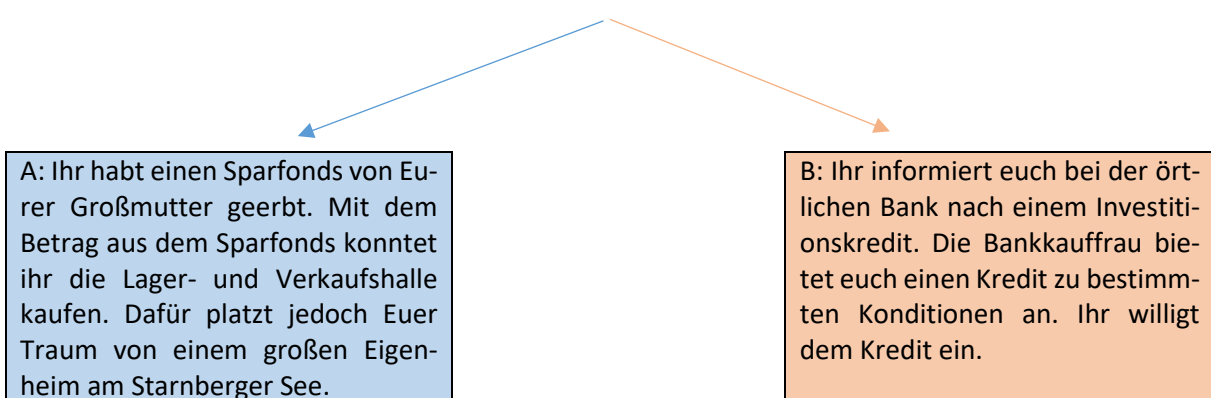 A: Ihr habt einen Sparfonds von Eu-
rer Großmutter geerbt. Mit dem
Betrag aus dem Sparfonds konntet
ihr die Lager- und Verkaufshalle
kaufen. Dafür platzt jedoch Euer
Traum von einem großen Eigen-
heim am Starnberger See.
B: Ihr informiert euch bei der ört-
lichen Bank nach einem Investiti-
onskredit. Die Bankkauffrau bie-
tet euch einen Kredit zu bestimm-
ten Konditionen an. Ihr willigt
dem Kredit ein.